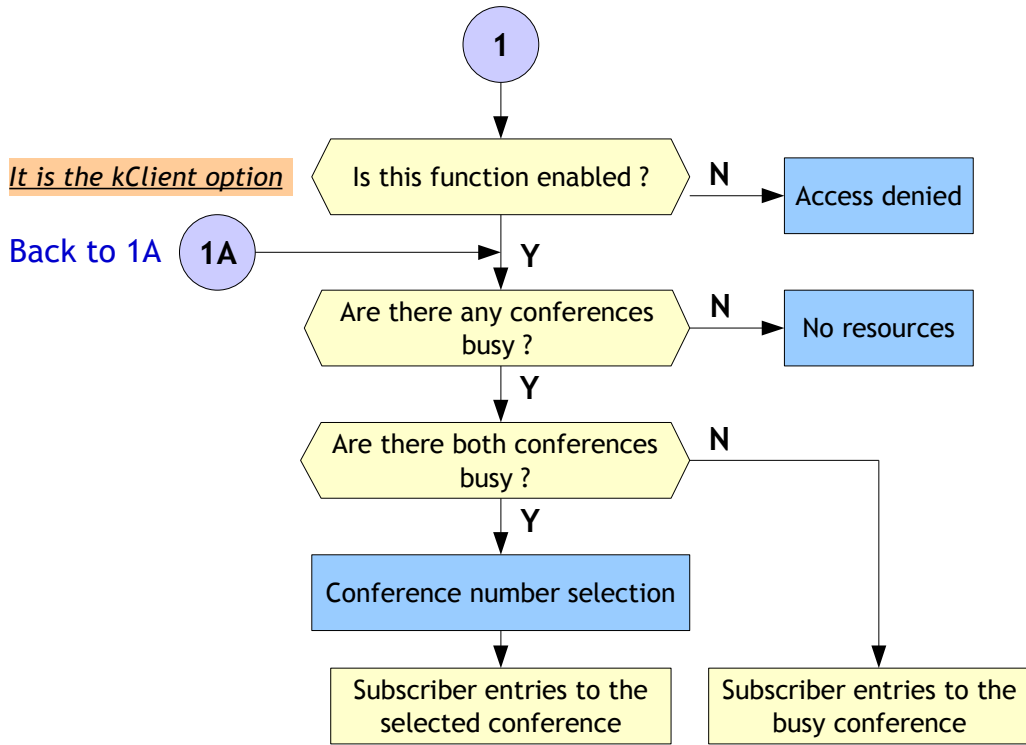 1
It is the kClient option
Is this function enabled ?
N
Access denied
Back to 1A
1A
Y
Are there any conferences
busy ?
N
No resources
Y
Are there both conferences
busy ?
N
Y
Conference number selection
Subscriber entries to the
selected conference
Subscriber entries to the
busy conference